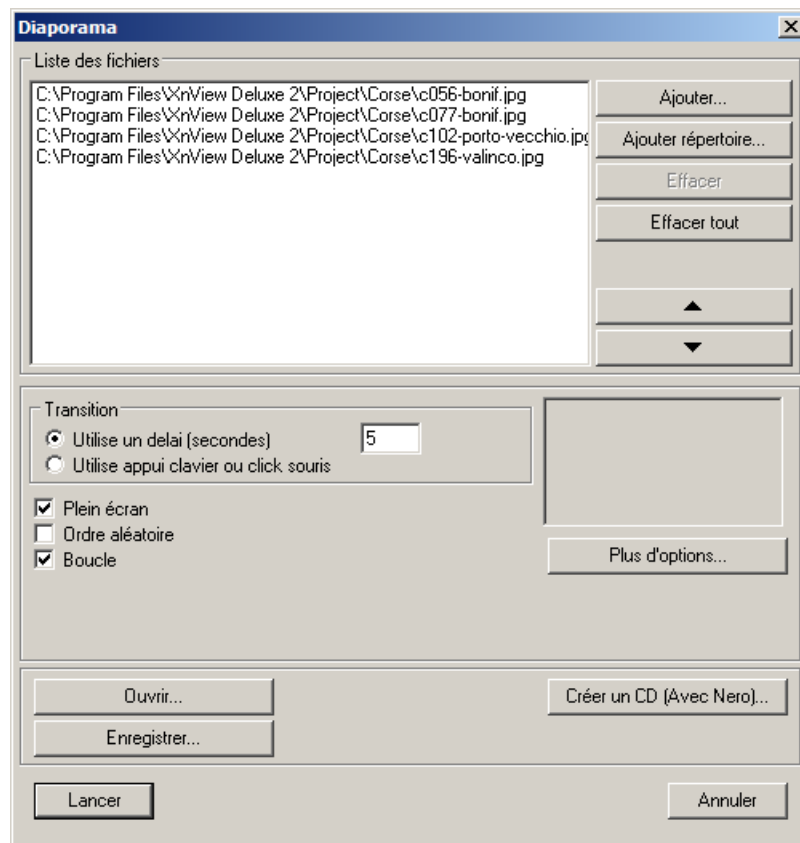 Diaporama
Liste des fichiers
C:\Program Files\XnView Deluxe 2\Project\Corse\c056-bonif.jpg
C:\Program Files\XnView Deluxe 2\Project\Corse\c077-bonif.jpg
C:\Program Files\XnView Deluxe 2\Project\Corse\c102-porto-vecchio.jpg
C:\Program Files\XnView Deluxe 2\Project\Corse\c196-valinco.jpg
Ajouter...
Ajouter répertoire...
Effacer
Effacer tout
Transition
Utilise un delai (secondes) 5
Utilise appui clavier ou click souris
Plein écran
Ordre aléatoire
Boucle
Plus d'options...
Ouvrir...
Créer un CD (Avec Nero)...
Enregistrer...
Lancer
Annuler